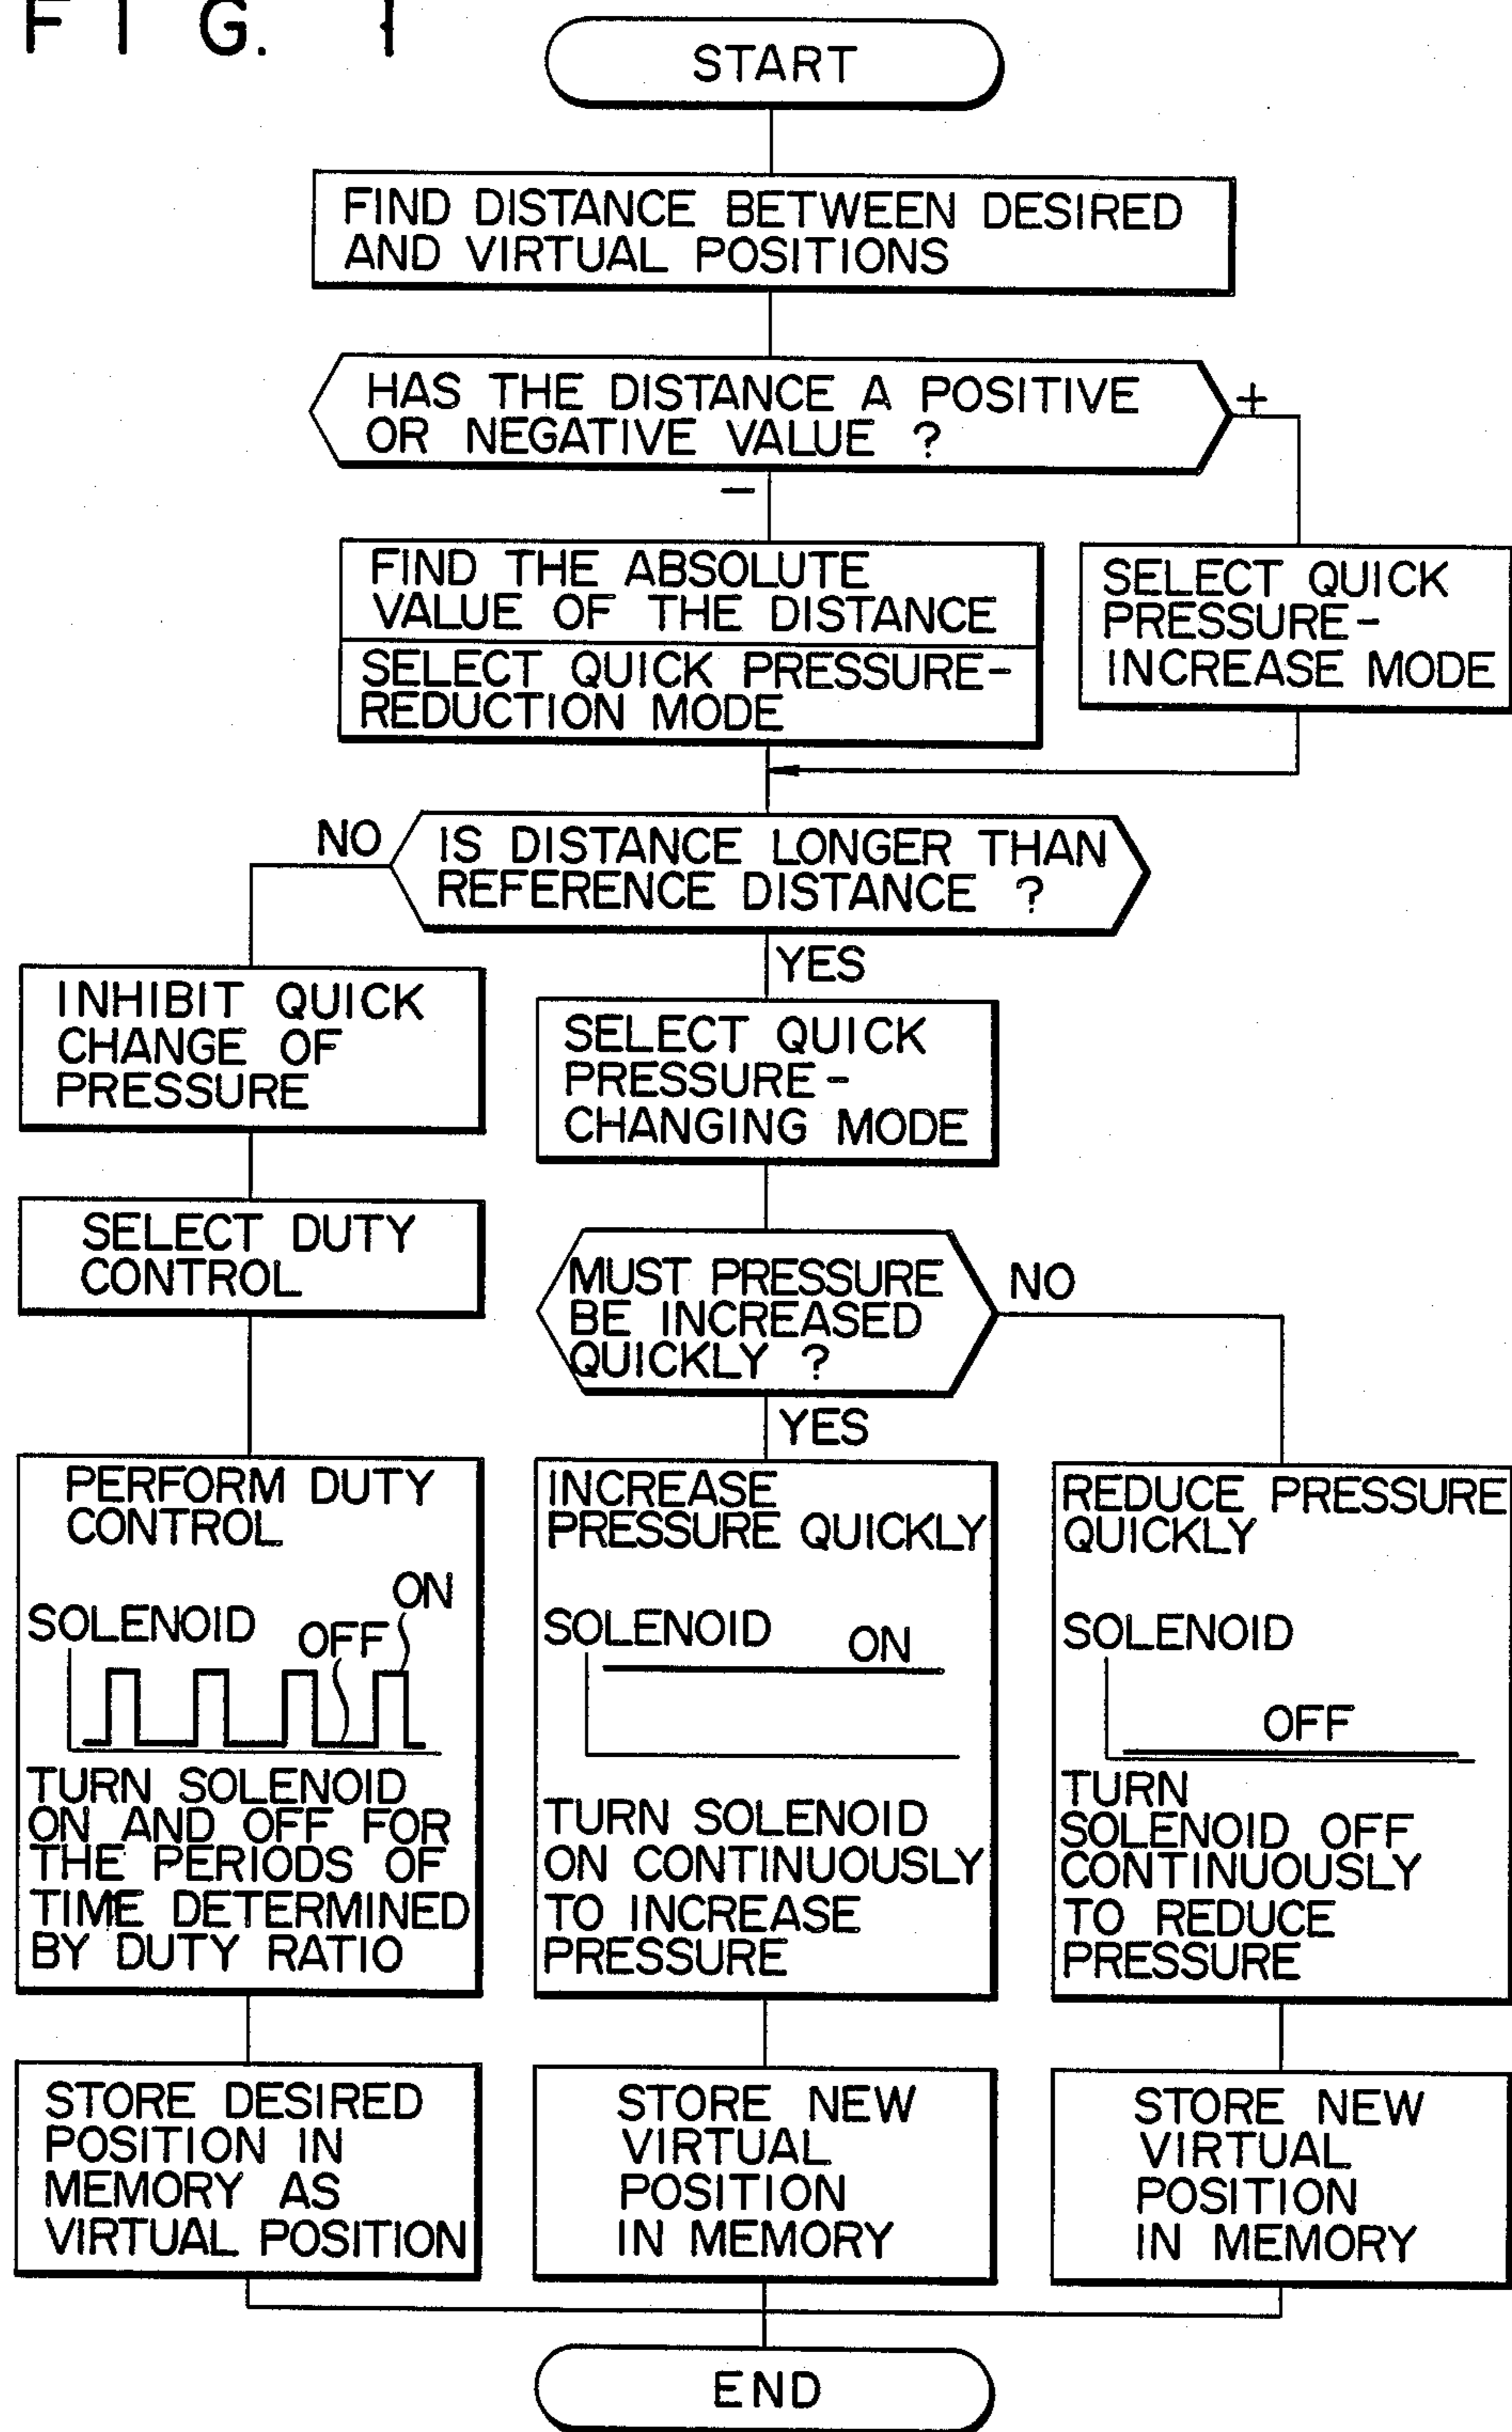 FIG. 1
START
FIND DISTANCE BETWEEN DESIRED
AND VIRTUAL POSITIONS
HAS THE DISTANCE A POSITIVE
OR NEGATIVE VALUE ?
+
−
FIND THE ABSOLUTE
VALUE OF THE DISTANCE
SELECT QUICK PRESSURE-
REDUCTION MODE
SELECT QUICK
PRESSURE-
INCREASE MODE
IS DISTANCE LONGER THAN
REFERENCE DISTANCE ?
NO
YES
INHIBIT QUICK
CHANGE OF
PRESSURE
SELECT QUICK
PRESSURE-
CHANGING MODE
SELECT DUTY
CONTROL
MUST PRESSURE
BE INCREASED
QUICKLY ?
NO
YES
PERFORM DUTY
CONTROL
SOLENOID
OFF
ON
TURN SOLENOID
ON AND OFF FOR
THE PERIODS OF
TIME DETERMINED
BY DUTY RATIO
INCREASE
PRESSURE QUICKLY
SOLENOID
ON
TURN SOLENOID
ON CONTINUOUSLY
TO INCREASE
PRESSURE
REDUCE PRESSURE
QUICKLY
SOLENOID
OFF
TURN
SOLENOID OFF
CONTINUOUSLY
TO REDUCE
PRESSURE
STORE DESIRED
POSITION IN
MEMORY AS
VIRTUAL POSITION
STORE NEW
VIRTUAL
POSITION
IN MEMORY
STORE NEW
VIRTUAL
POSITION
IN MEMORY
END